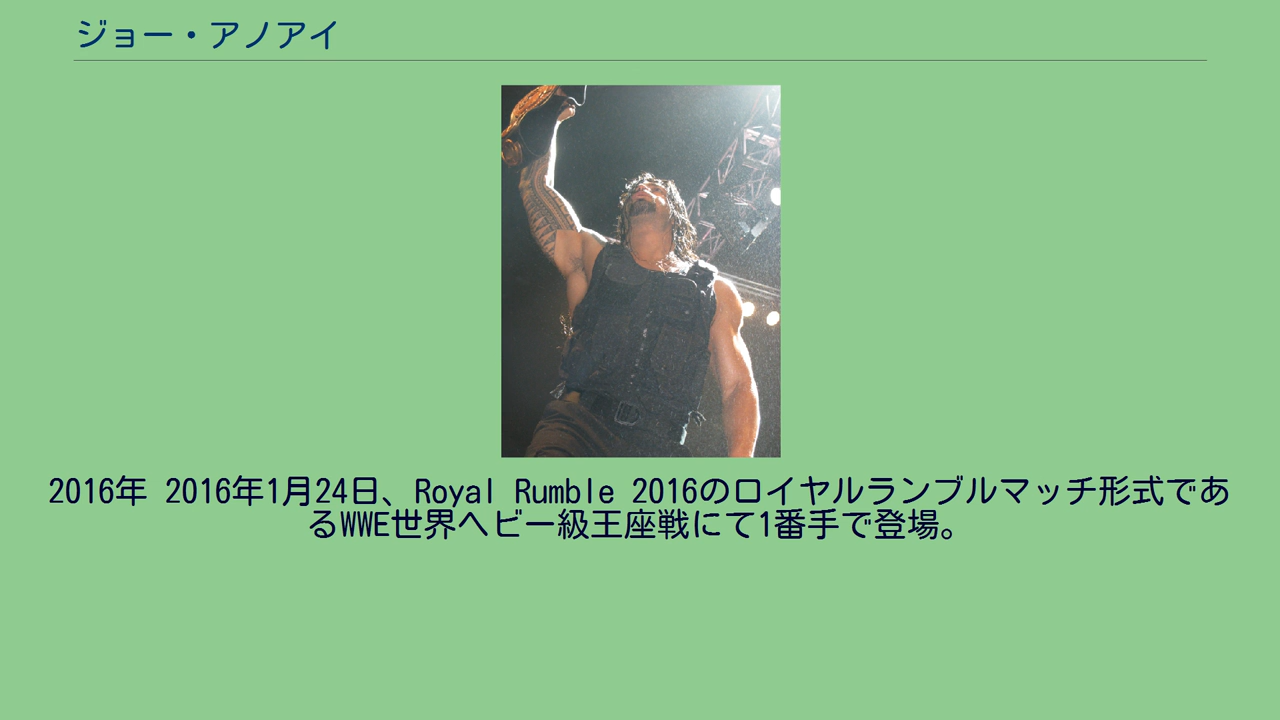 ジョー・アノアイ
2016年 2016年1月24日、Royal Rumble 2016のロイヤルランブルマッチ形式であ
るWWE世界ヘビー級王座戦にて1番手で登場。